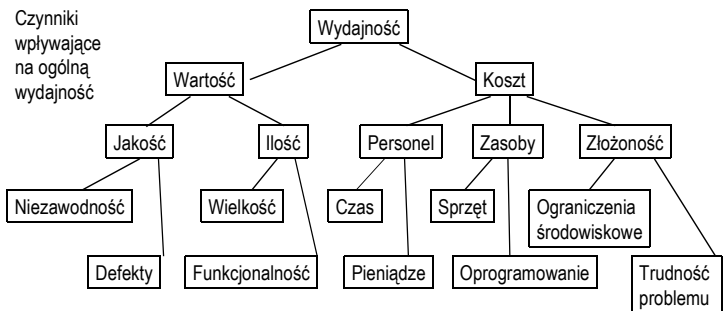 Czynniki
wpływające
na ogólną
wydajność
Wydajność
Wartość
Koszt
Jakość
Ilość
Personel
Zasoby
Złożoność
Niezawodność
Wielkość
Czas
Sprzęt
Ograniczenia
środowiskowe
Defekty
Funkcjonalność
Pieniądze
Oprogramowanie
Trudność
problemu